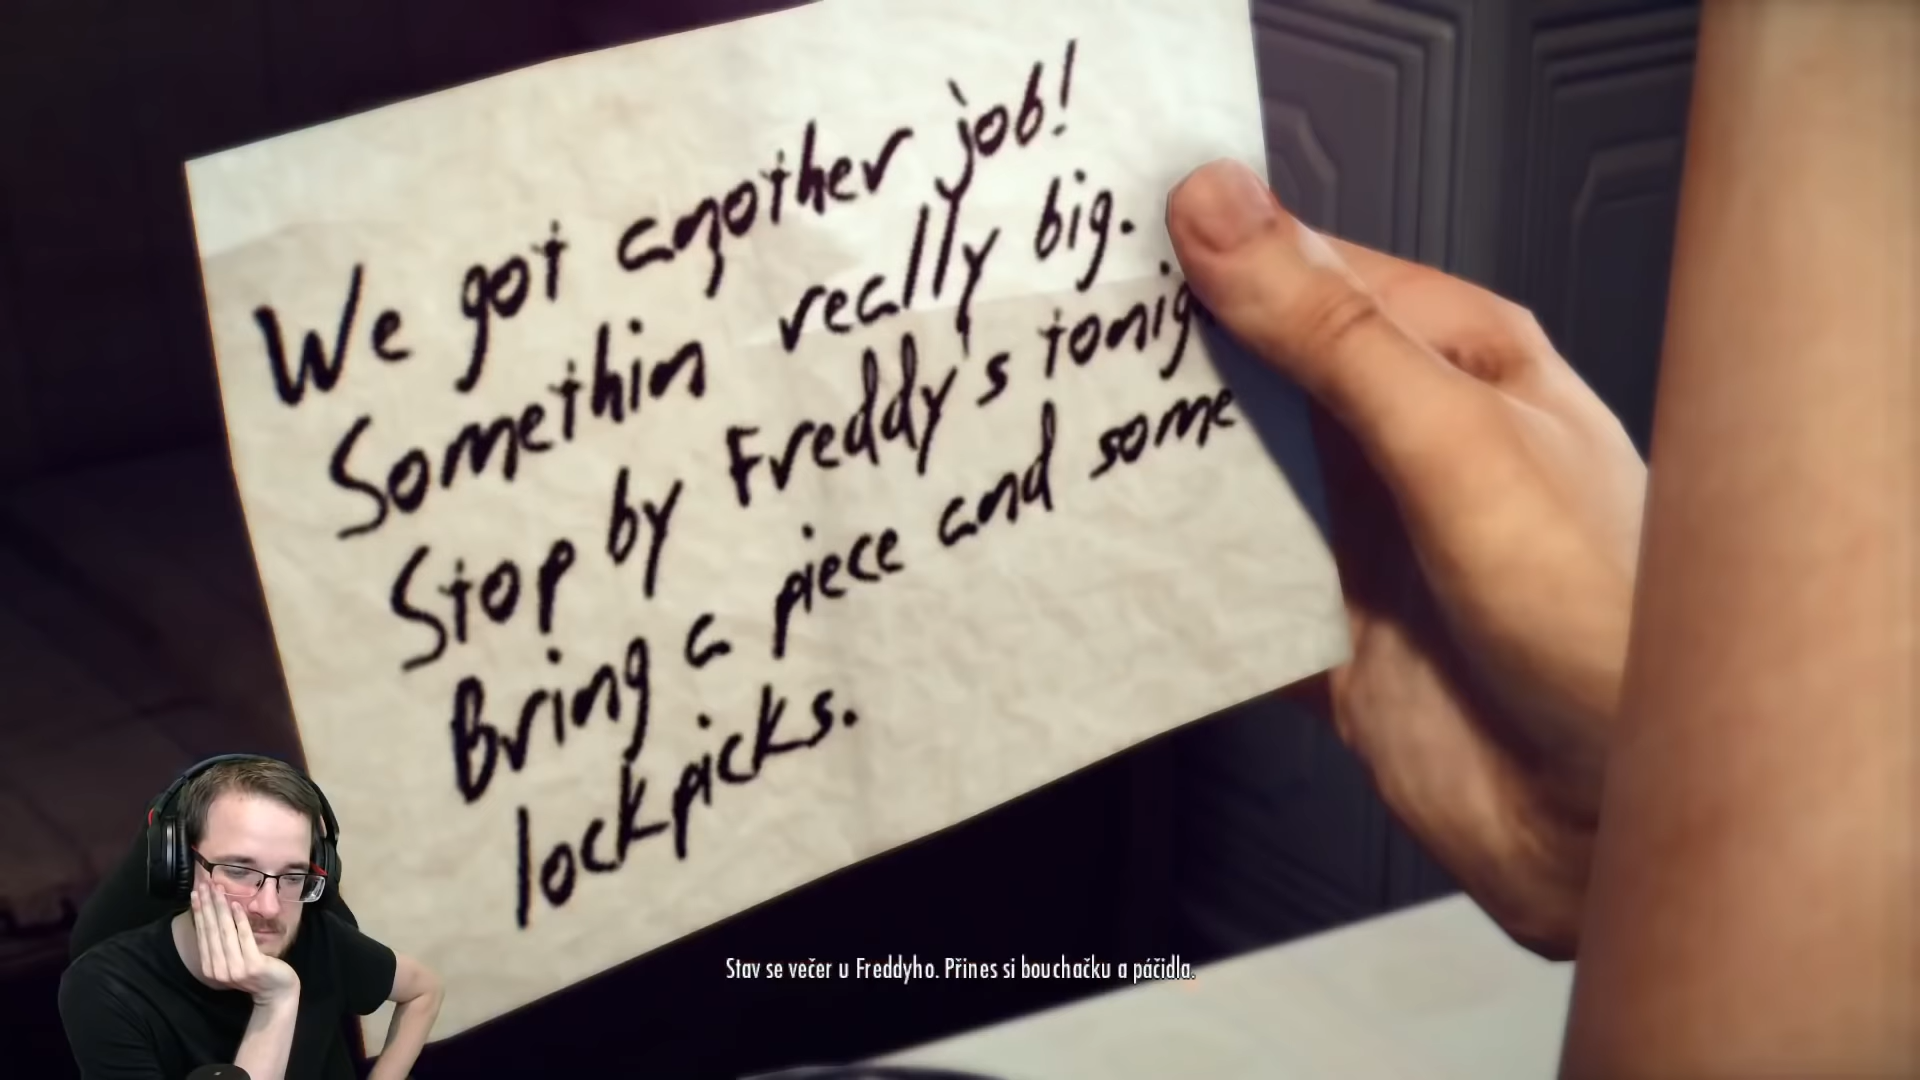 We got another job!
Somethin really big.
Stop by Freddy's tonig
Bring a piece and some
lockpicks.
Stav se večer u Freddyho. Přines si bouchačku a páčidla.